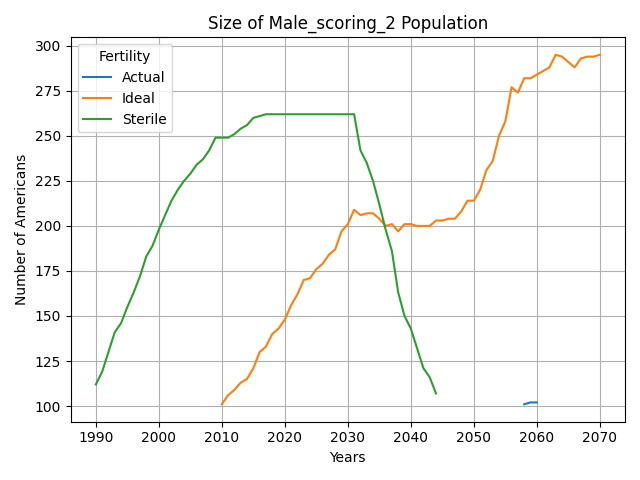 Size of Male_scoring_2 Population
Fertility
Actual
Ideal
Sterile
Number of Americans
300
275
250
225
200
175
150
125
100
1990 2000 2010 2020 2030 2040 2050 2060 2070
Years